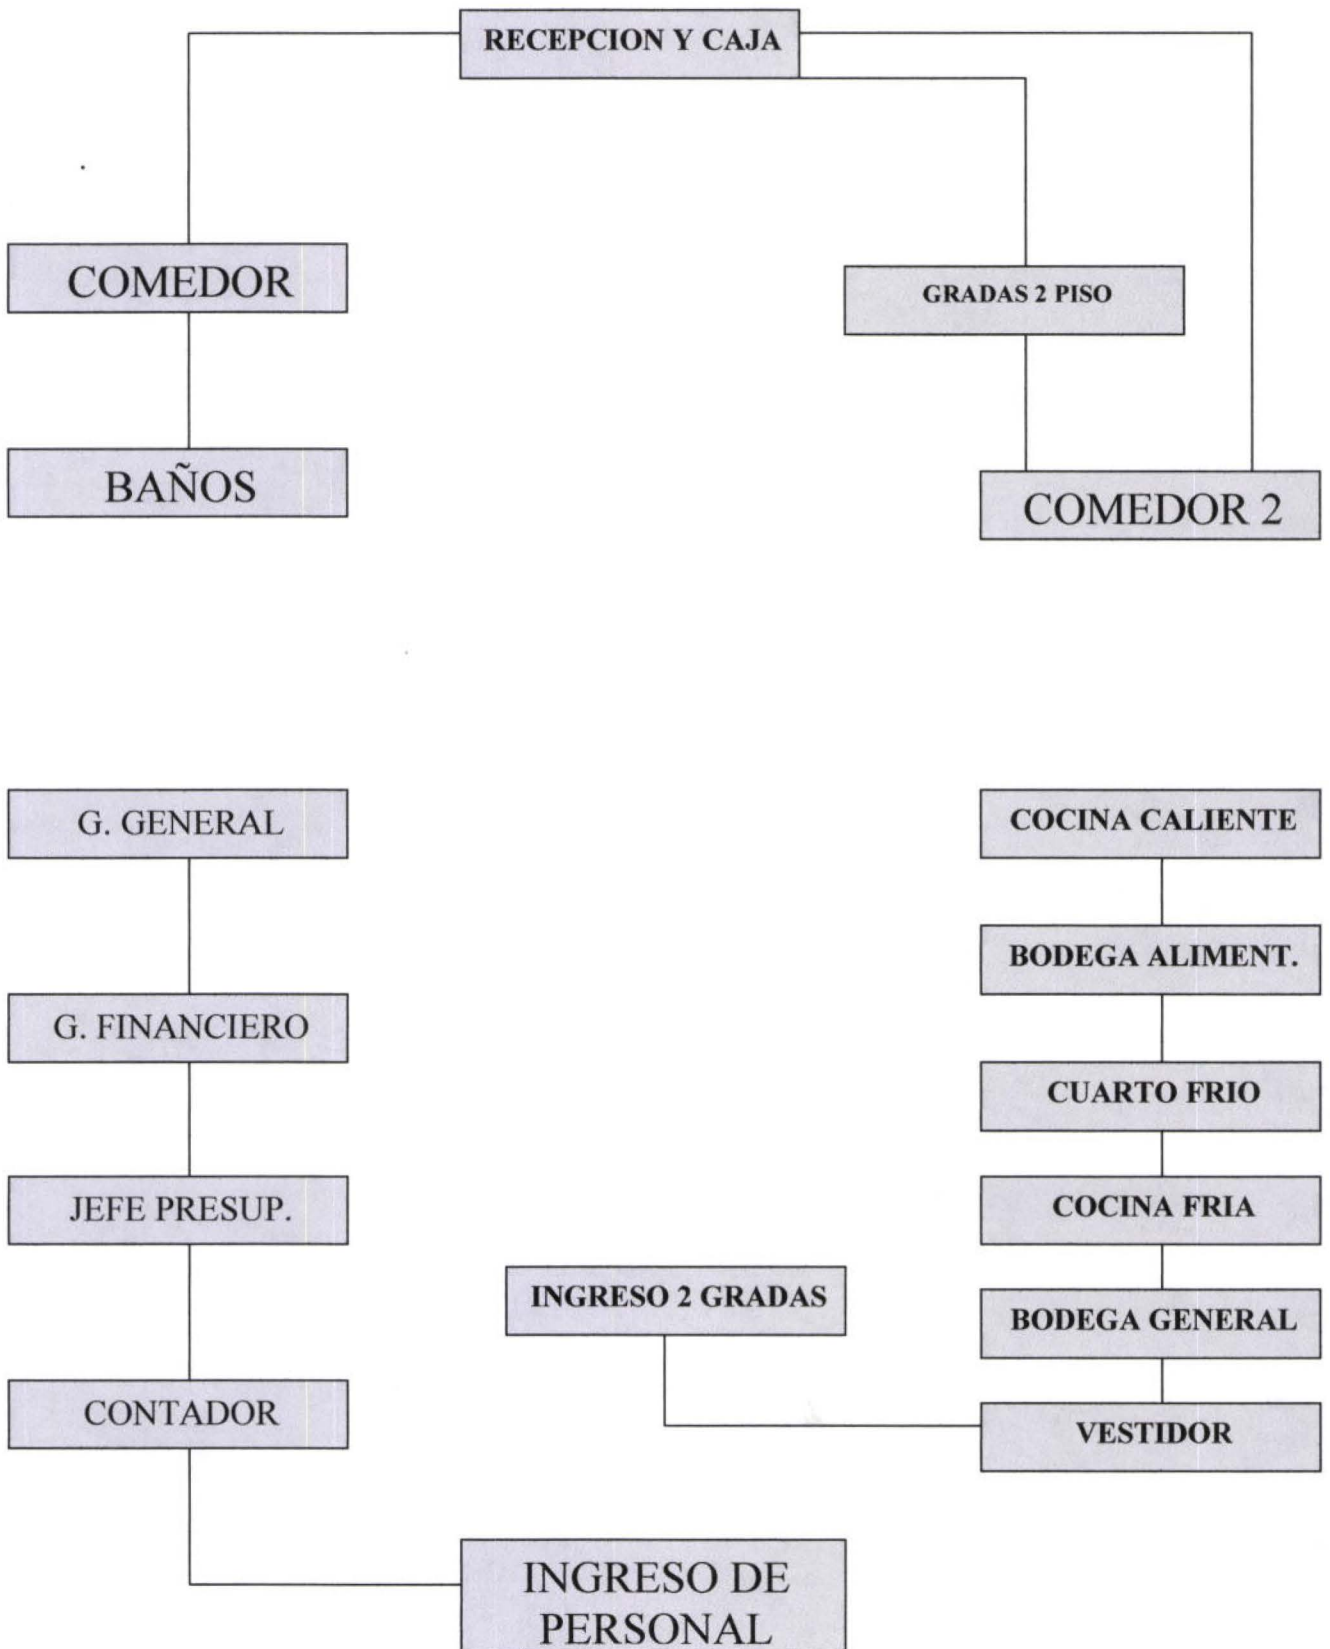 RECEPCION Y CAJA
COMEDOR
GRADAS 2 PISO
BAÑOS
COMEDOR 2
G. GENERAL
COCINA CALIENTE
BODEGA ALIMENT.
G. FINANCIERO
CUARTO FRIO
JEFE PRESUP.
COCINA FRIA
INGRESO 2 GRADAS
BODEGA GENERAL
CONTADOR
VESTIDOR
INGRESO DE
PERSONAL